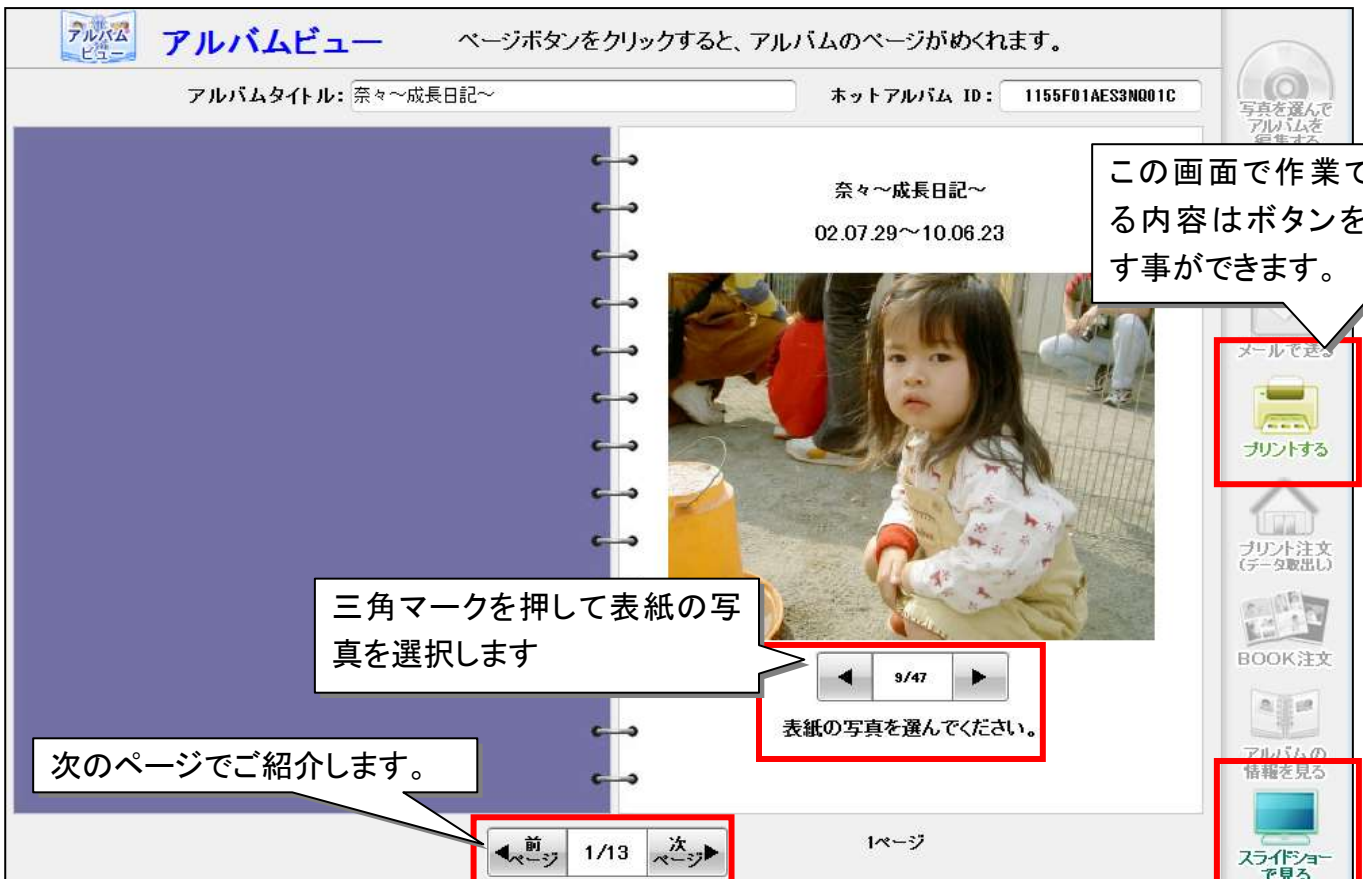 アルバム
ビュー
アルバムビュー
ページボタンをクリックすると、アルバムのページがめくれます。
アルバムタイトル:
奈々～成長日記～
ホットアルバム ID:
1155F01AES3NQ01C
写真を選んで
アルバムを
編集する
奈々～成長日記～
02.07.29～10.06.23
この画面で作業で
る内容はボタンを
す事ができます。
メールで送る
プリントする
プリント注文
(データ取出し)
三角マークを押して表紙の写
真を選択します
BOOK注文
9/47
表紙の写真を選んでください。
アルバムの
情報を見る
次のページでご紹介します。
前
ページ
1/13
次
ページ
1ページ
スライドショー
で見る